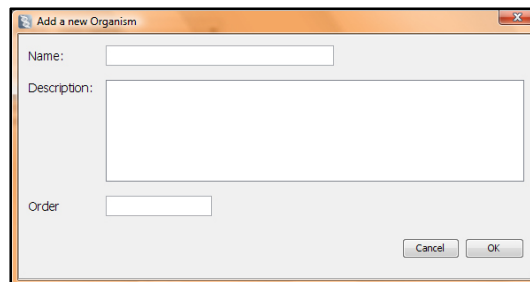 Add a new Organism
Name:
Description:
Order
Cancel OK